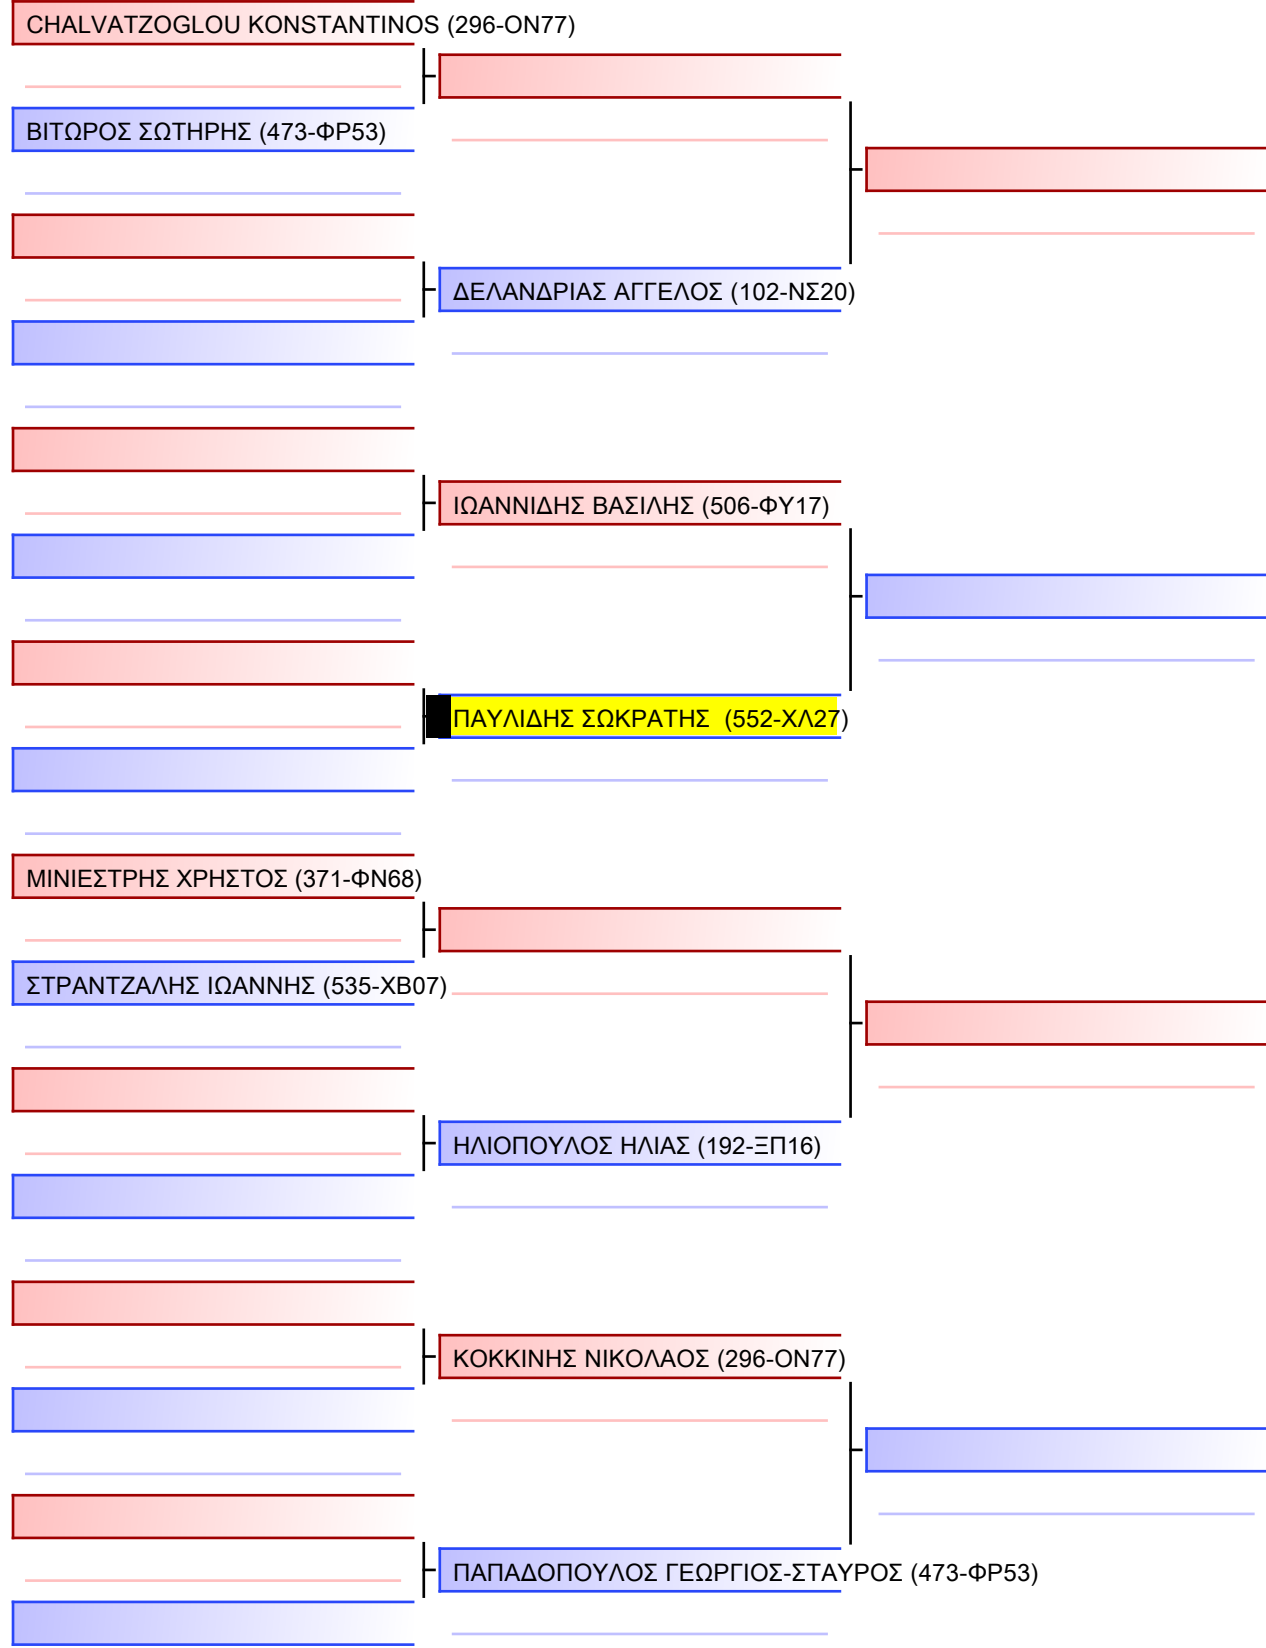 CHALVATZOGLOU KONSTANTINOS (296-ΟΝ77)
ΒΙΤΩΡΟΣ ΣΩΤΗΡΗΣ (473-ΦΡ53)
ΔΕΛΑΝΔΡΙΑΣ ΑΓΓΕΛΟΣ (102-ΝΣ20)
ΙΩΑΝΝΙΔΗΣ ΒΑΣΙΛΗΣ (506-ΦΥ17)
ΠΑΥΛΙΔΗΣ ΣΩΚΡΑΤΗΣ (552-ΧΛ27)
ΜΙΝΙΕΣΤΡΗΣ ΧΡΗΣΤΟΣ (371-ΦΝ68)
ΣΤΡΑΝΤΖΑΛΗΣ ΙΩΑΝΝΗΣ (535-ΧΒ07)
ΗΛΙΟΠΟΥΛΟΣ ΗΛΙΑΣ (192-ΞΠ16)
ΚΟΚΚΙΝΗΣ ΝΙΚΟΛΑΟΣ (296-ΟΝ77)
ΠΑΠΑΔΟΠΟΥΛΟΣ ΓΕΩΡΓΙΟΣ-ΣΤΑΥΡΟΣ (473-ΦΡ53)